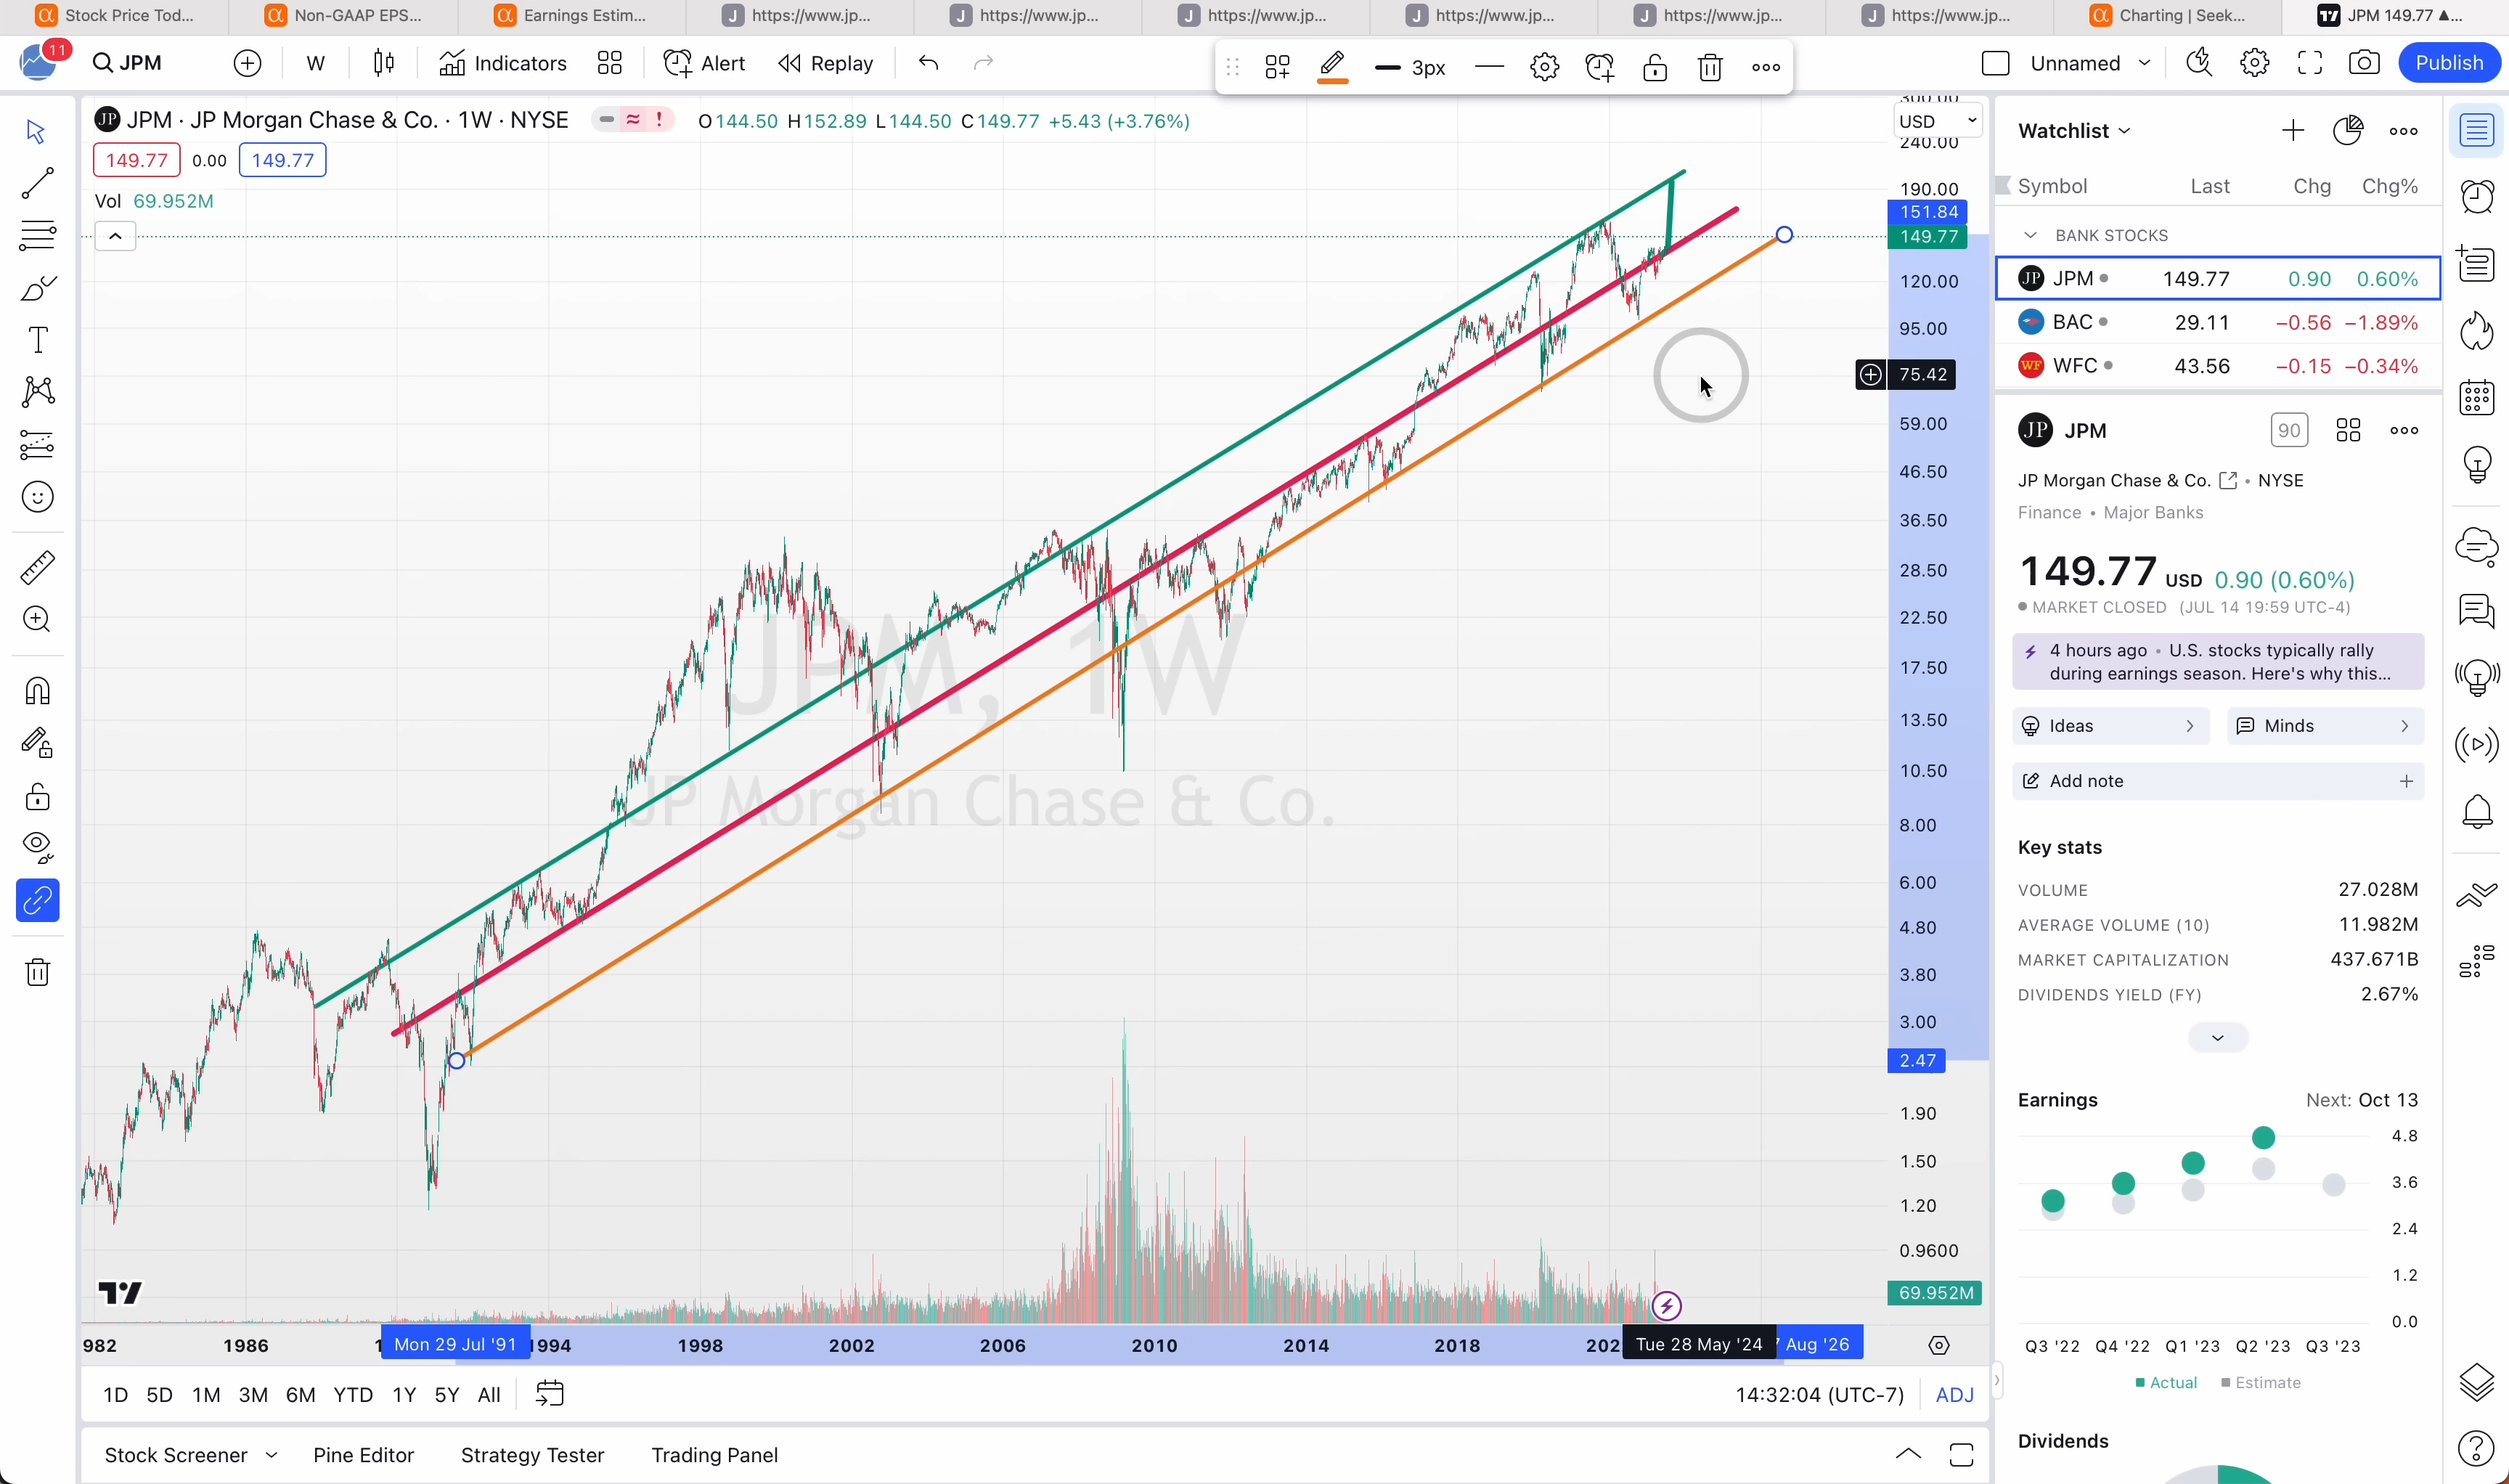 Stock Price Tod...
Non-GAAP EPS...
Earnings Estim...
https://www.jp...
https://www.jp...
https://www.jp...
https://www.jp...
https://www.jp...
https://www.jp...
Charting | Seek...
JPM 149.77 ▲...
11
JPM
W
Indicators
Alert
Replay
3px
Unnamed
Publish
JPM · JP Morgan Chase & Co. · 1W · NYSE
O144.50 H152.89 L144.50 C149.77 +5.43 (+3.76%)
149.77 0.00 149.77
Vol 69.952M
JPM, 1W
JP Morgan Chase & Co.
300.00
USD
240.00
190.00
151.84
149.77
120.00
95.00
75.42
59.00
46.50
36.50
28.50
22.50
17.50
13.50
10.50
8.00
6.00
4.80
3.80
3.00
2.47
1.90
1.50
1.20
0.9600
69.952M
982 1986 1 Mon 29 Jul '91 1994 1998 2002 2006 2010 2014 2018 202 Tue 28 May '24 Aug '26
1D 5D 1M 3M 6M YTD 1Y 5Y All
14:32:04 (UTC-7) ADJ
Stock Screener Pine Editor Strategy Tester Trading Panel
Watchlist
Symbol Last Chg Chg%
BANK STOCKS
JPM 149.77 0.90 0.60%
BAC 29.11 −0.56 −1.89%
WFC 43.56 −0.15 −0.34%
JPM
90
JP Morgan Chase & Co. • NYSE
Finance • Major Banks
149.77 USD 0.90 (0.60%)
MARKET CLOSED (JUL 14 19:59 UTC-4)
4 hours ago • U.S. stocks typically rally
during earnings season. Here's why this...
Ideas
Minds
Add note
Key stats
VOLUME 27.028M
AVERAGE VOLUME (10) 11.982M
MARKET CAPITALIZATION 437.671B
DIVIDENDS YIELD (FY) 2.67%
Earnings Next: Oct 13
4.8
3.6
2.4
1.2
0.0
Q3 '22 Q4 '22 Q1 '23 Q2 '23 Q3 '23
Actual Estimate
Dividends